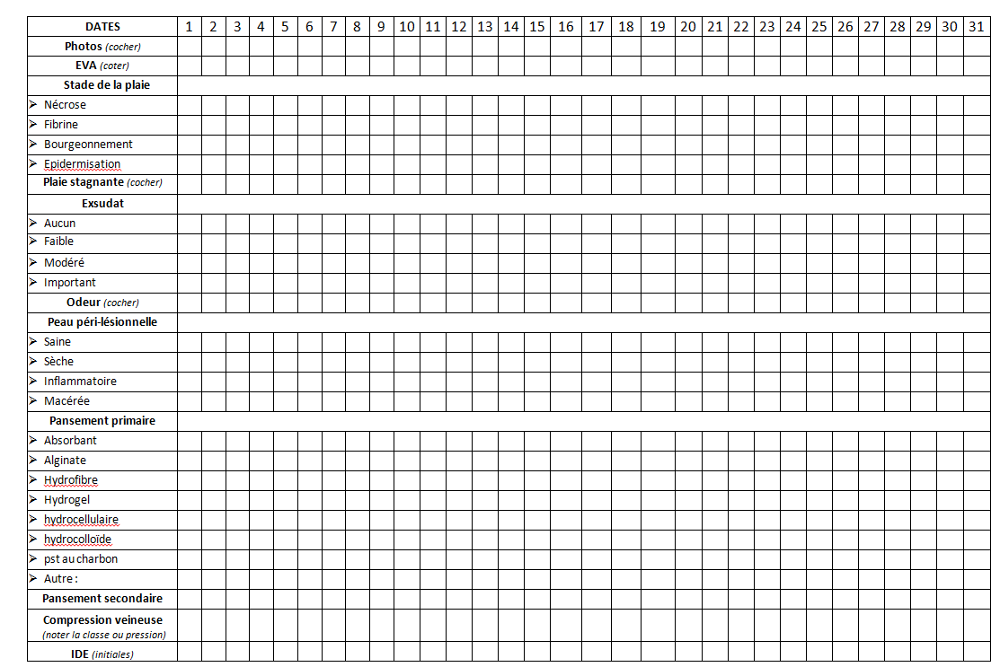 DATES 1 2 3 4 5 6 7 8 9 10 11 12 13 14 15 16 17 18 19 20 21 22 23 24 25 26 27 28 29 30 31
Photos (cocher)
EVA (coter)
Stade de la plaie
➢ Nécrose
➢ Fibrine
➢ Bourgeonnement
➢ Epidermisation
Plaie stagnante (cocher)
Exsudat
➢ Aucun
➢ Faible
➢ Modéré
➢ Important
Odeur (cocher)
Peau péri-lésionnelle
➢ Saine
➢ Sèche
➢ Inflammatoire
➢ Macérée
Pansement primaire
➢ Absorbant
➢ Alginate
➢ Hydrofibre
➢ Hydrogel
➢ hydrocellulaire
➢ hydrocolloïde
➢ pst au charbon
➢ Autre :
Pansement secondaire
Compression veineuse
(noter la classe ou pression)
IDE (initiales)